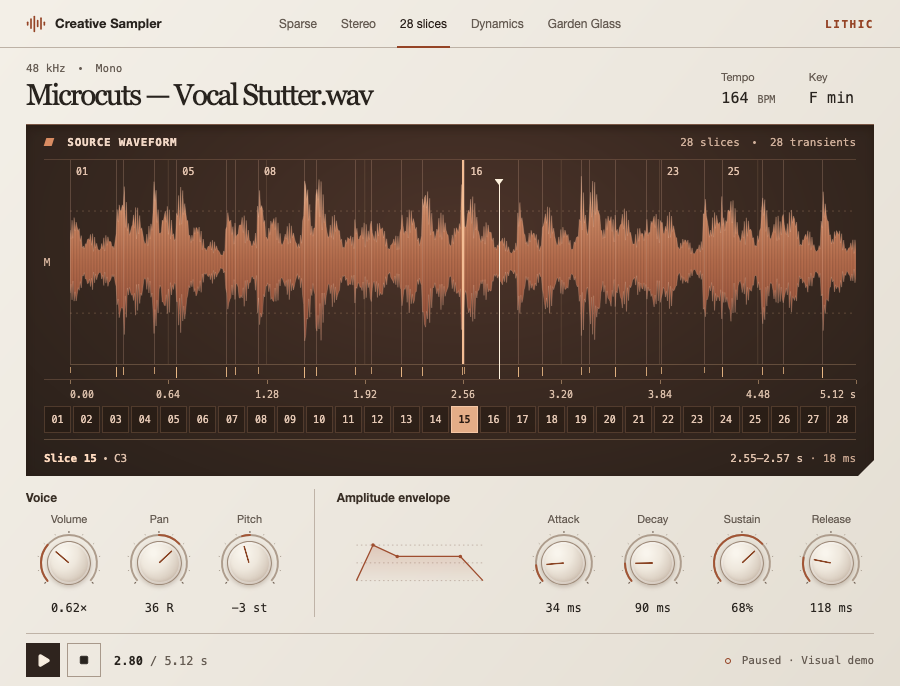 Creative Sampler
Sparse Stereo 28 slices Dynamics Garden Glass
LITHIC
48 kHz • Mono
Microcuts — Vocal Stutter.wav
Tempo Key
164 BPM F min
SOURCE WAVEFORM 28 slices • 28 transients
01 05 08 16 23 25
M
0.00 0.64 1.28 1.92 2.56 3.20 3.84 4.48 5.12 s
01 02 03 04 05 06 07 08 09 10 11 12 13 14 15 16 17 18 19 20 21 22 23 24 25 26 27 28
Slice 15 • C3 2.55–2.57 s · 18 ms
Voice Amplitude envelope
Volume Pan Pitch Attack Decay Sustain Release
0.62× 36 R −3 st 34 ms 90 ms 68% 118 ms
2.80 / 5.12 s Paused · Visual demo